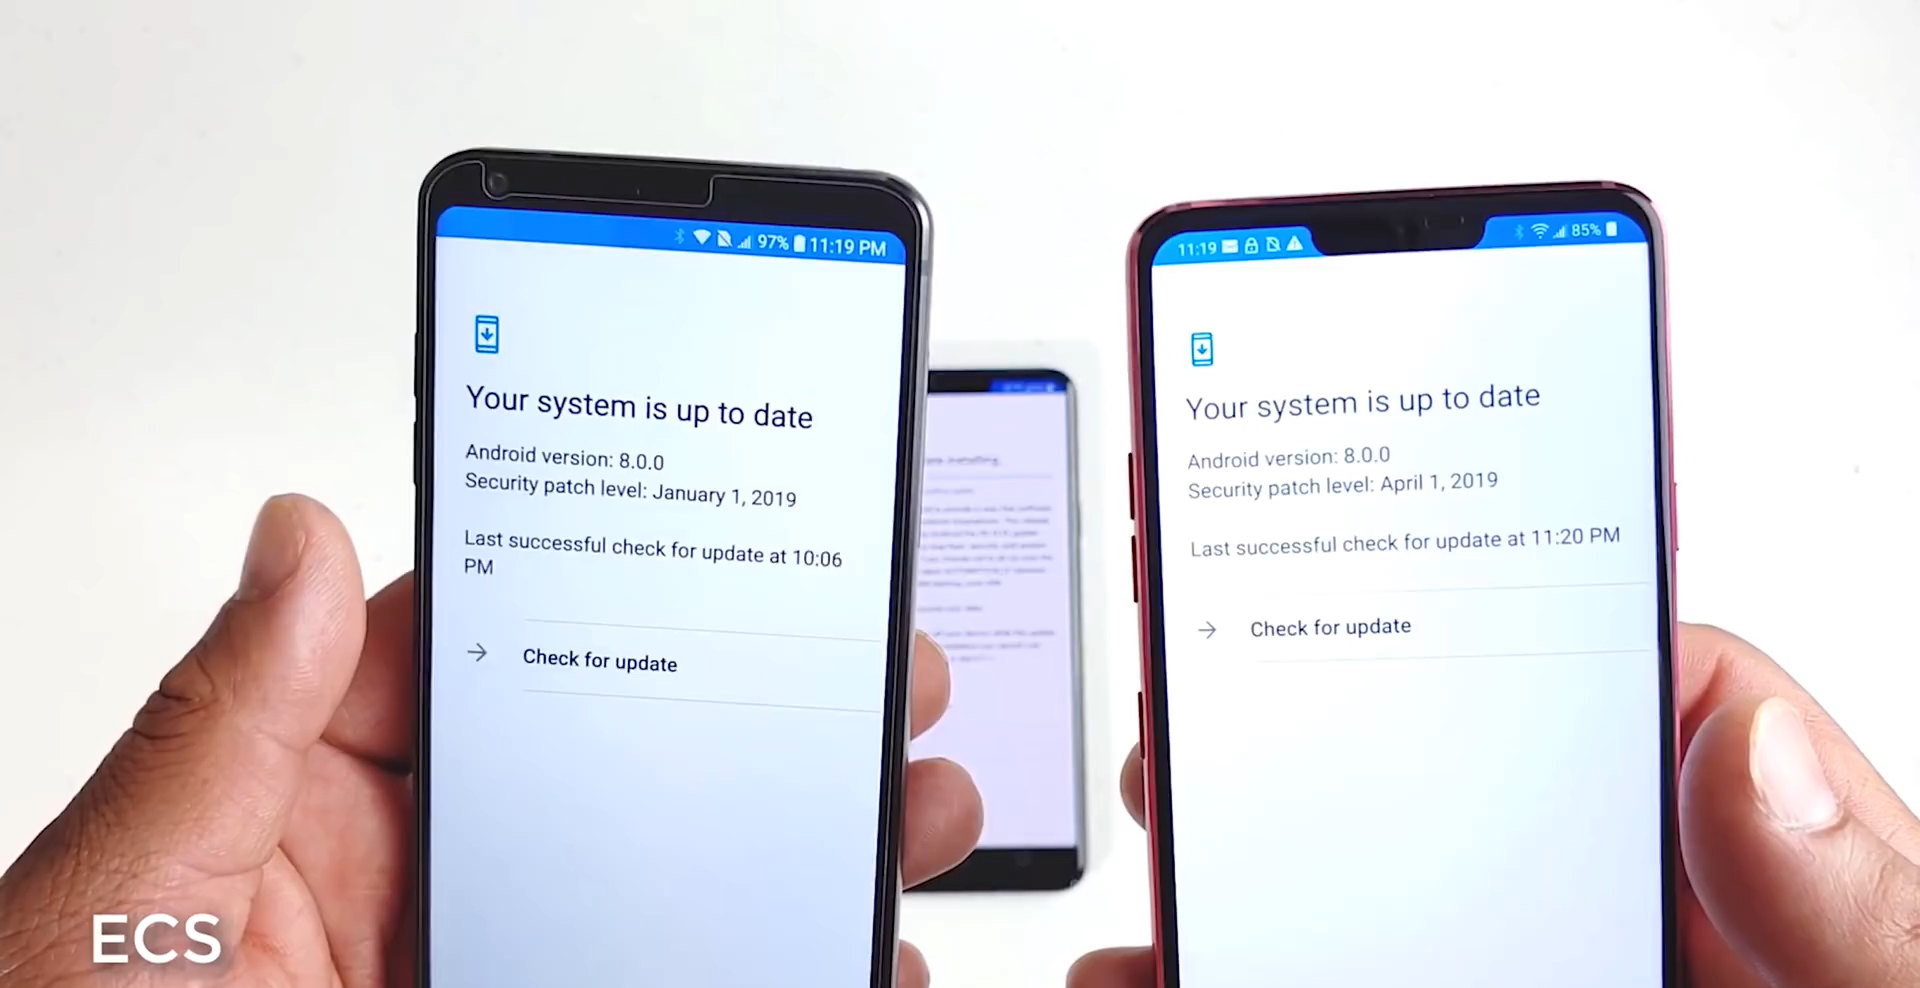 97% 11:19 PM
Your system is up to date
Android version: 8.0.0
Security patch level: January 1, 2019
Last successful check for update at 10:06
PM
Check for update
11:19 85%
Your system is up to date
Android version: 8.0.0
Security patch level: April 1, 2019
Last successful check for update at 11:20 PM
Check for update
ECS